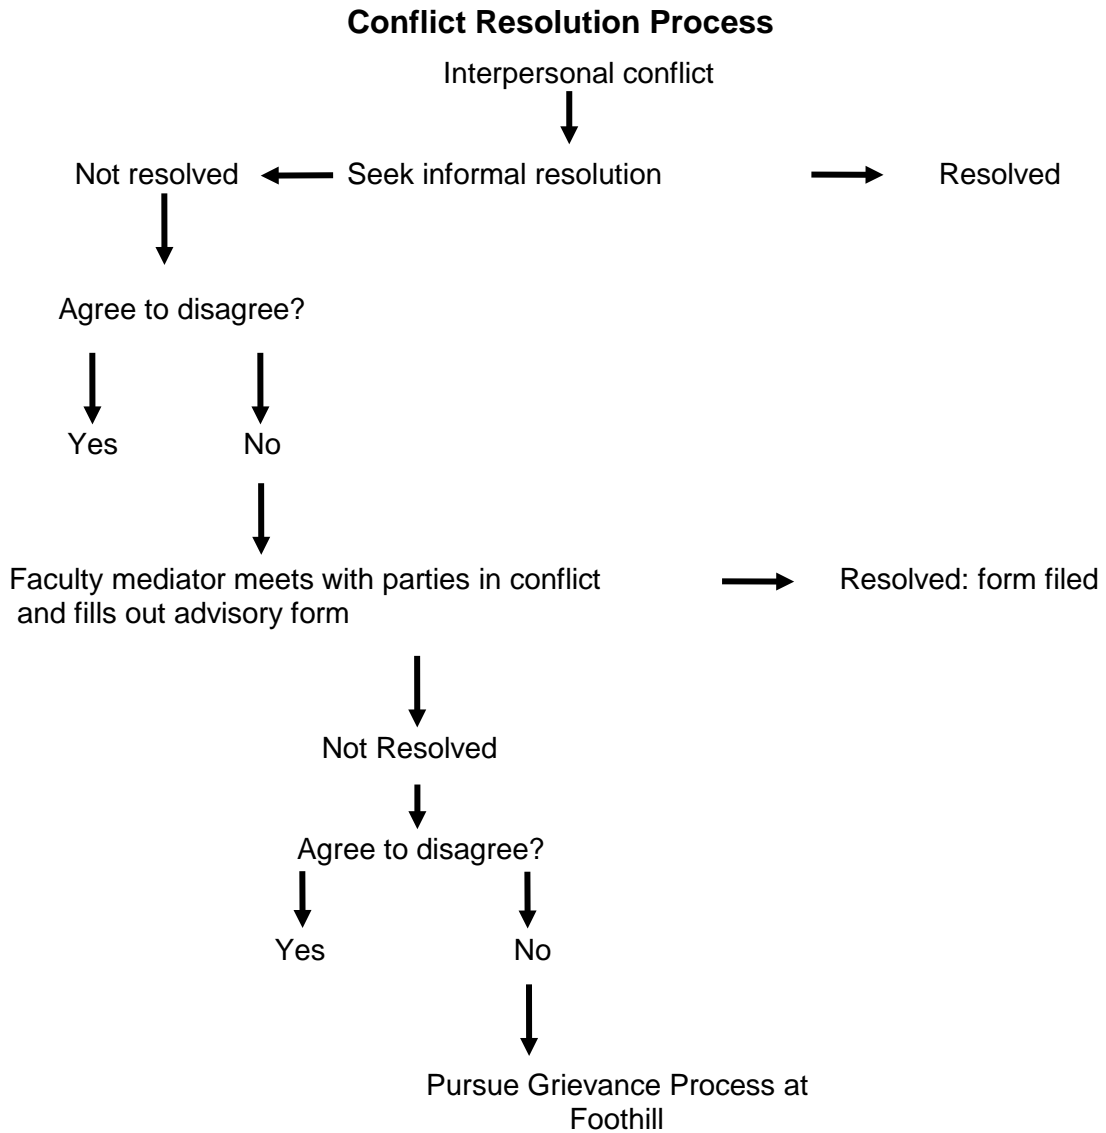 Conflict Resolution Process
Interpersonal conflict
Not resolved
Seek informal resolution
Resolved
Agree to disagree?
Yes
No
Faculty mediator meets with parties in conflict
and fills out advisory form
Resolved: form filed
Not Resolved
Agree to disagree?
Yes
No
Pursue Grievance Process at
Foothill